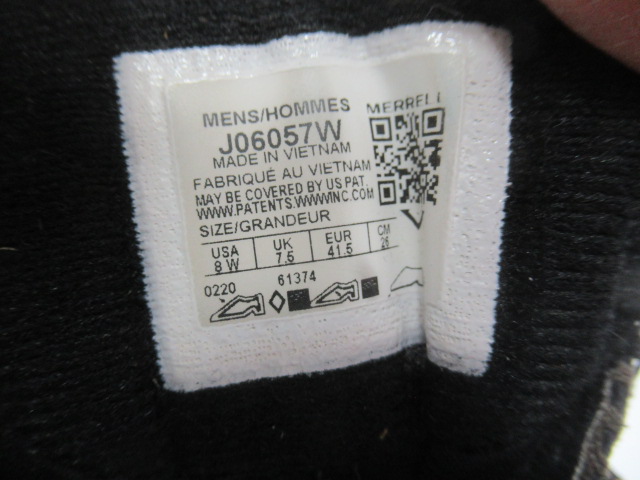 MENS/HOMMES
MERRELL
J06057W
MADE IN VIETNAM
FABRIQUÉ AU VIETNAM
MAY BE COVERED BY US PAT.
WWW.PATENTS.WWWINC.COM
SIZE/GRANDEUR
USA UK EUR CM
8 W 7.5 41.5 26
0220 61374